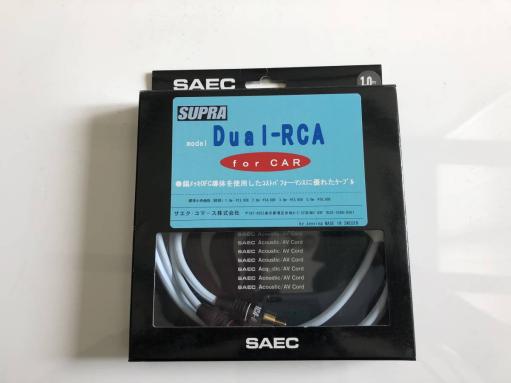 SAEC
1.0m
SUPRA
model Dual-RCA
for CAR
●錫メッキOFC導体を使用したコストパフォーマンスに優れたケーブル
サエク・コマース株式会社
by Jenving MADE IN SWEDEN
SAEC Acoustic/AV Cord
SAEC Acoustic/AV Cord
SAEC Acoustic/AV Cord
SAEC Acoustic/AV Cord
SAEC Acoustic/AV Cord
SAEC Acoustic/AV Cord
SAEC